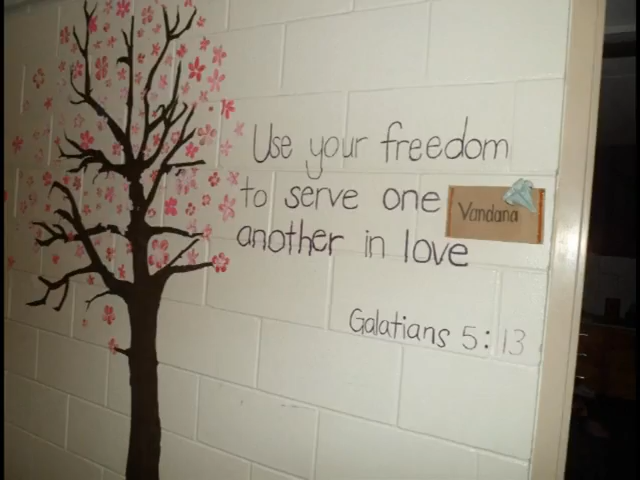 Use your freedom
to serve one
Vandana
another in love
Galatians 5:13